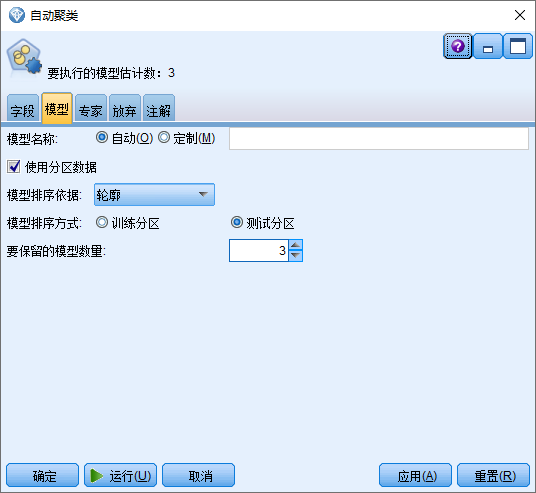 自动聚类
要执行的模型估计数：3
字段 模型 专家 放弃 注解
模型名称: 自动(O) 定制(M)
使用分区数据
模型排序依据: 轮廓
模型排序方式: 训练分区 测试分区
要保留的模型数量: 3
确定 运行(U) 取消 应用(A) 重置(R)